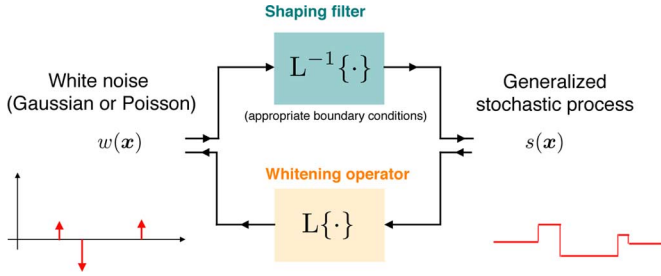 Shaping filter
L⁻¹{·}
(appropriate boundary conditions)
White noise
(Gaussian or Poisson)
w(x)
Generalized
stochastic process
s(x)
Whitening operator
L{·}